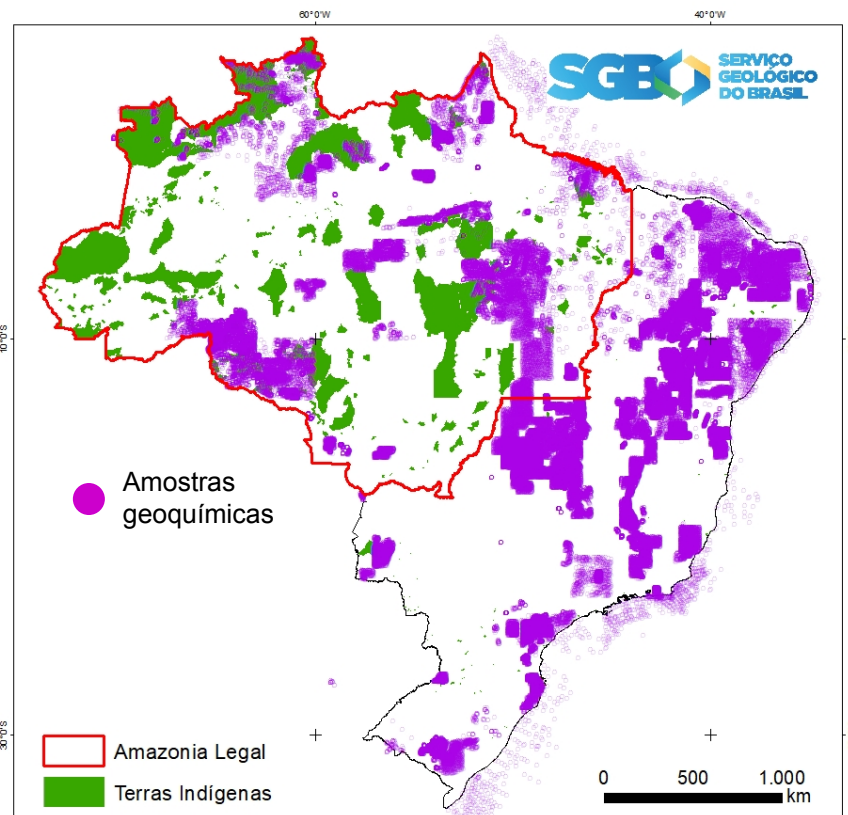 60°0'W
40°0'W
SGB
SERVIÇO
GEOLÓGICO
DO BRASIL
10°0'S
Amostras
geoquímicas
30°0'S
Amazonia Legal
Terras Indígenas
0 500 1.000
km